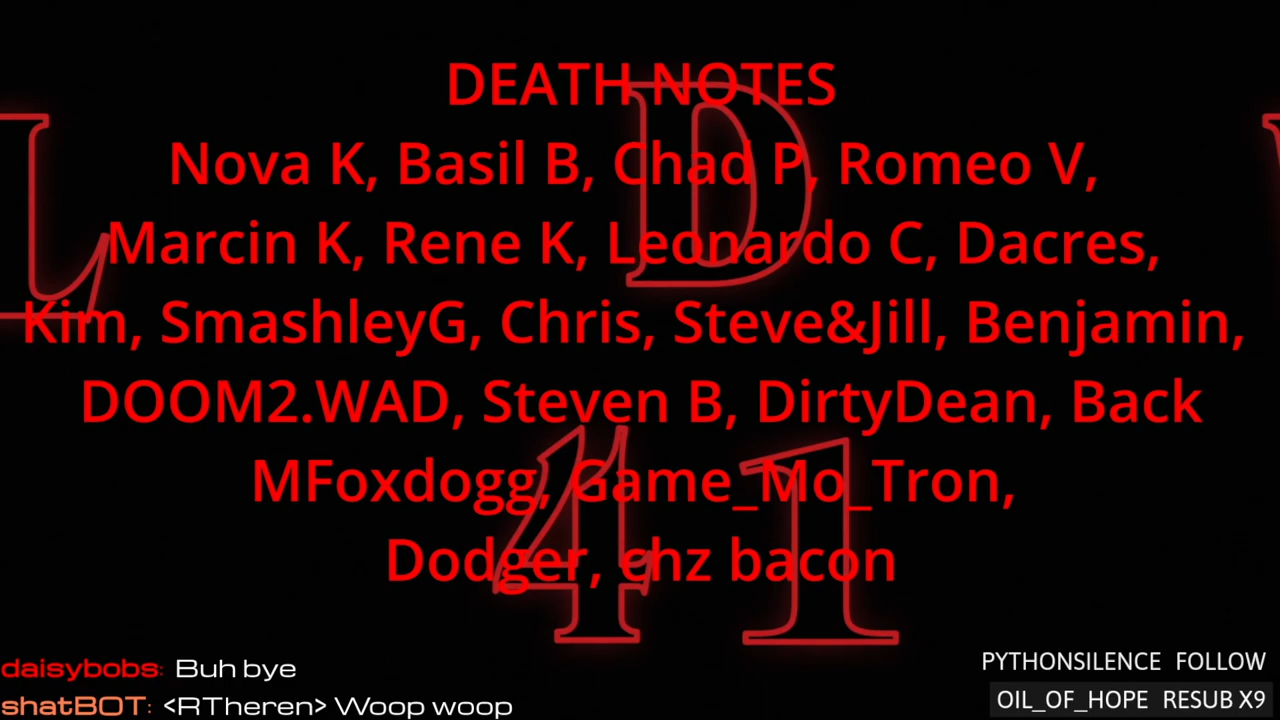 DEATH NOTES
Nova K, Basil B, Chad P, Romeo V,
Marcin K, Rene K, Leonardo C, Dacres,
Kim, SmashleyG, Chris, Steve&Jill, Benjamin,
DOOM2.WAD, Steven B, DirtyDean, Back
MFoxdogg, Game_Mo_Tron,
Dodger, chz bacon
L D
41
daisybobs: Buh bye
shatBOT: <RTheren> Woop woop
PYTHONSILENCE FOLLOW
OIL_OF_HOPE RESUB X9